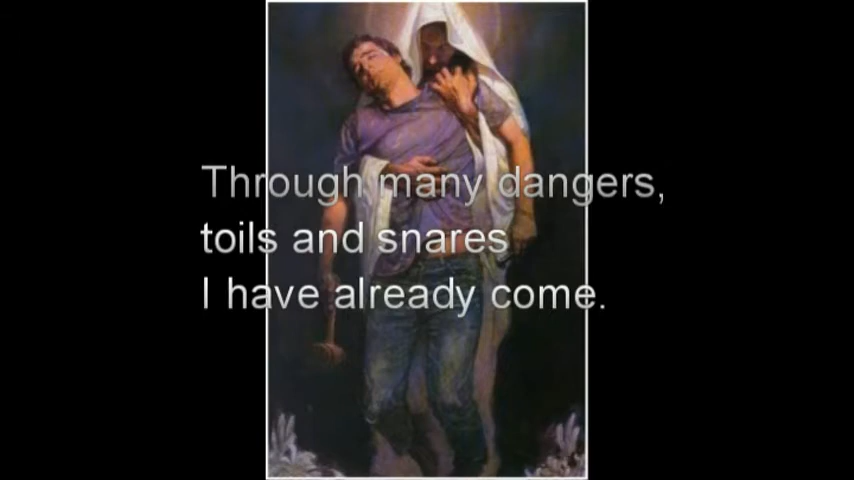 Through many dangers,
toils and snares
I have already come.